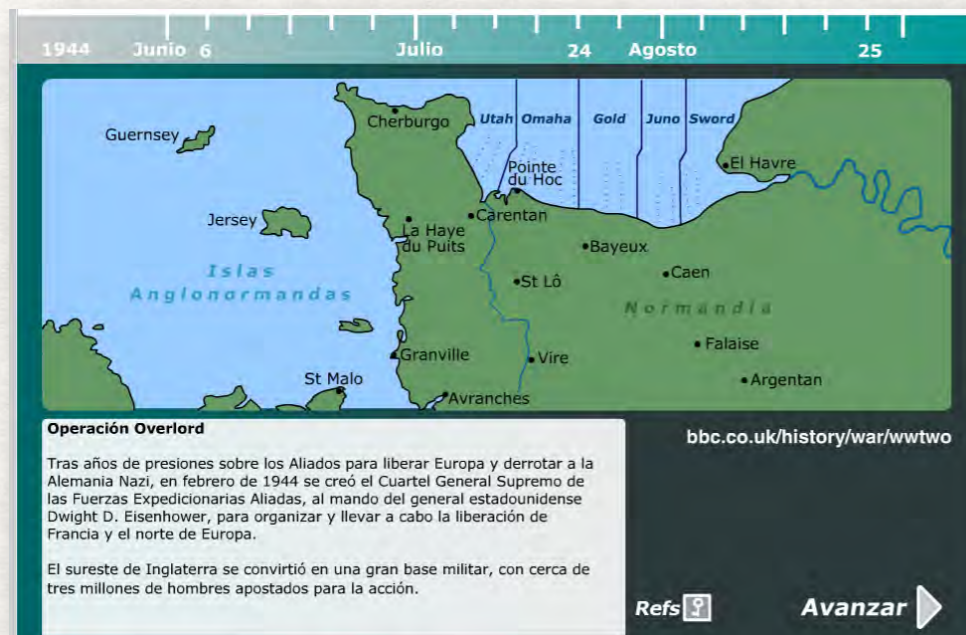 1944 Junio 6 Julio 24 Agosto 25
Utah Omaha Gold Juno Sword
Cherburgo
Guernsey
El Havre
Pointe
du Hoc
Jersey
Carentan
La Haye
du Puits
Bayeux
Islas
Anglonormandas
Caen
St Lô
Normandia
Falaise
Granville
Vire
St Malo
Argentan
Avranches
Operación Overlord
bbc.co.uk/history/war/wwtwo
Tras años de presiones sobre los Aliados para liberar Europa y derrotar a la
Alemania Nazi, en febrero de 1944 se creó el Cuartel General Supremo de
las Fuerzas Expedicionarias Aliadas, al mando del general estadounidense
Dwight D. Eisenhower, para organizar y llevar a cabo la liberación de
Francia y el norte de Europa.
El sureste de Inglaterra se convirtió en una gran base militar, con cerca de
tres millones de hombres apostados para la acción.
Refs
Avanzar